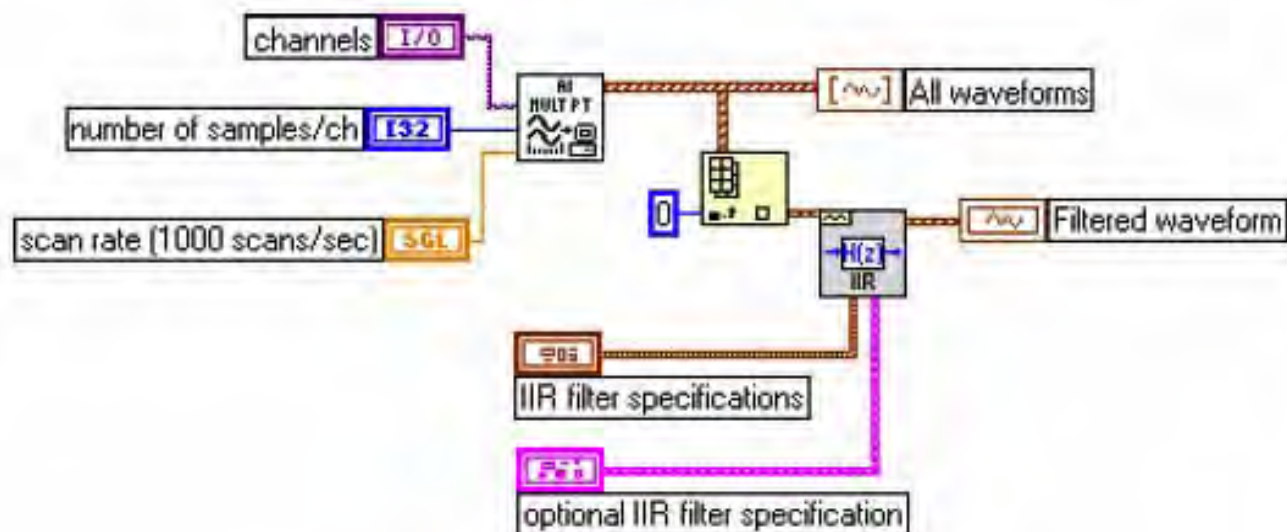 channels I/O
AI
MULT PT
[ ] All waveforms
number of samples/ch I32
0
scan rate (1000 scans/sec) SGL
Filtered waveform
H(z)
IIR
IIR filter specifications
optional IIR filter specification